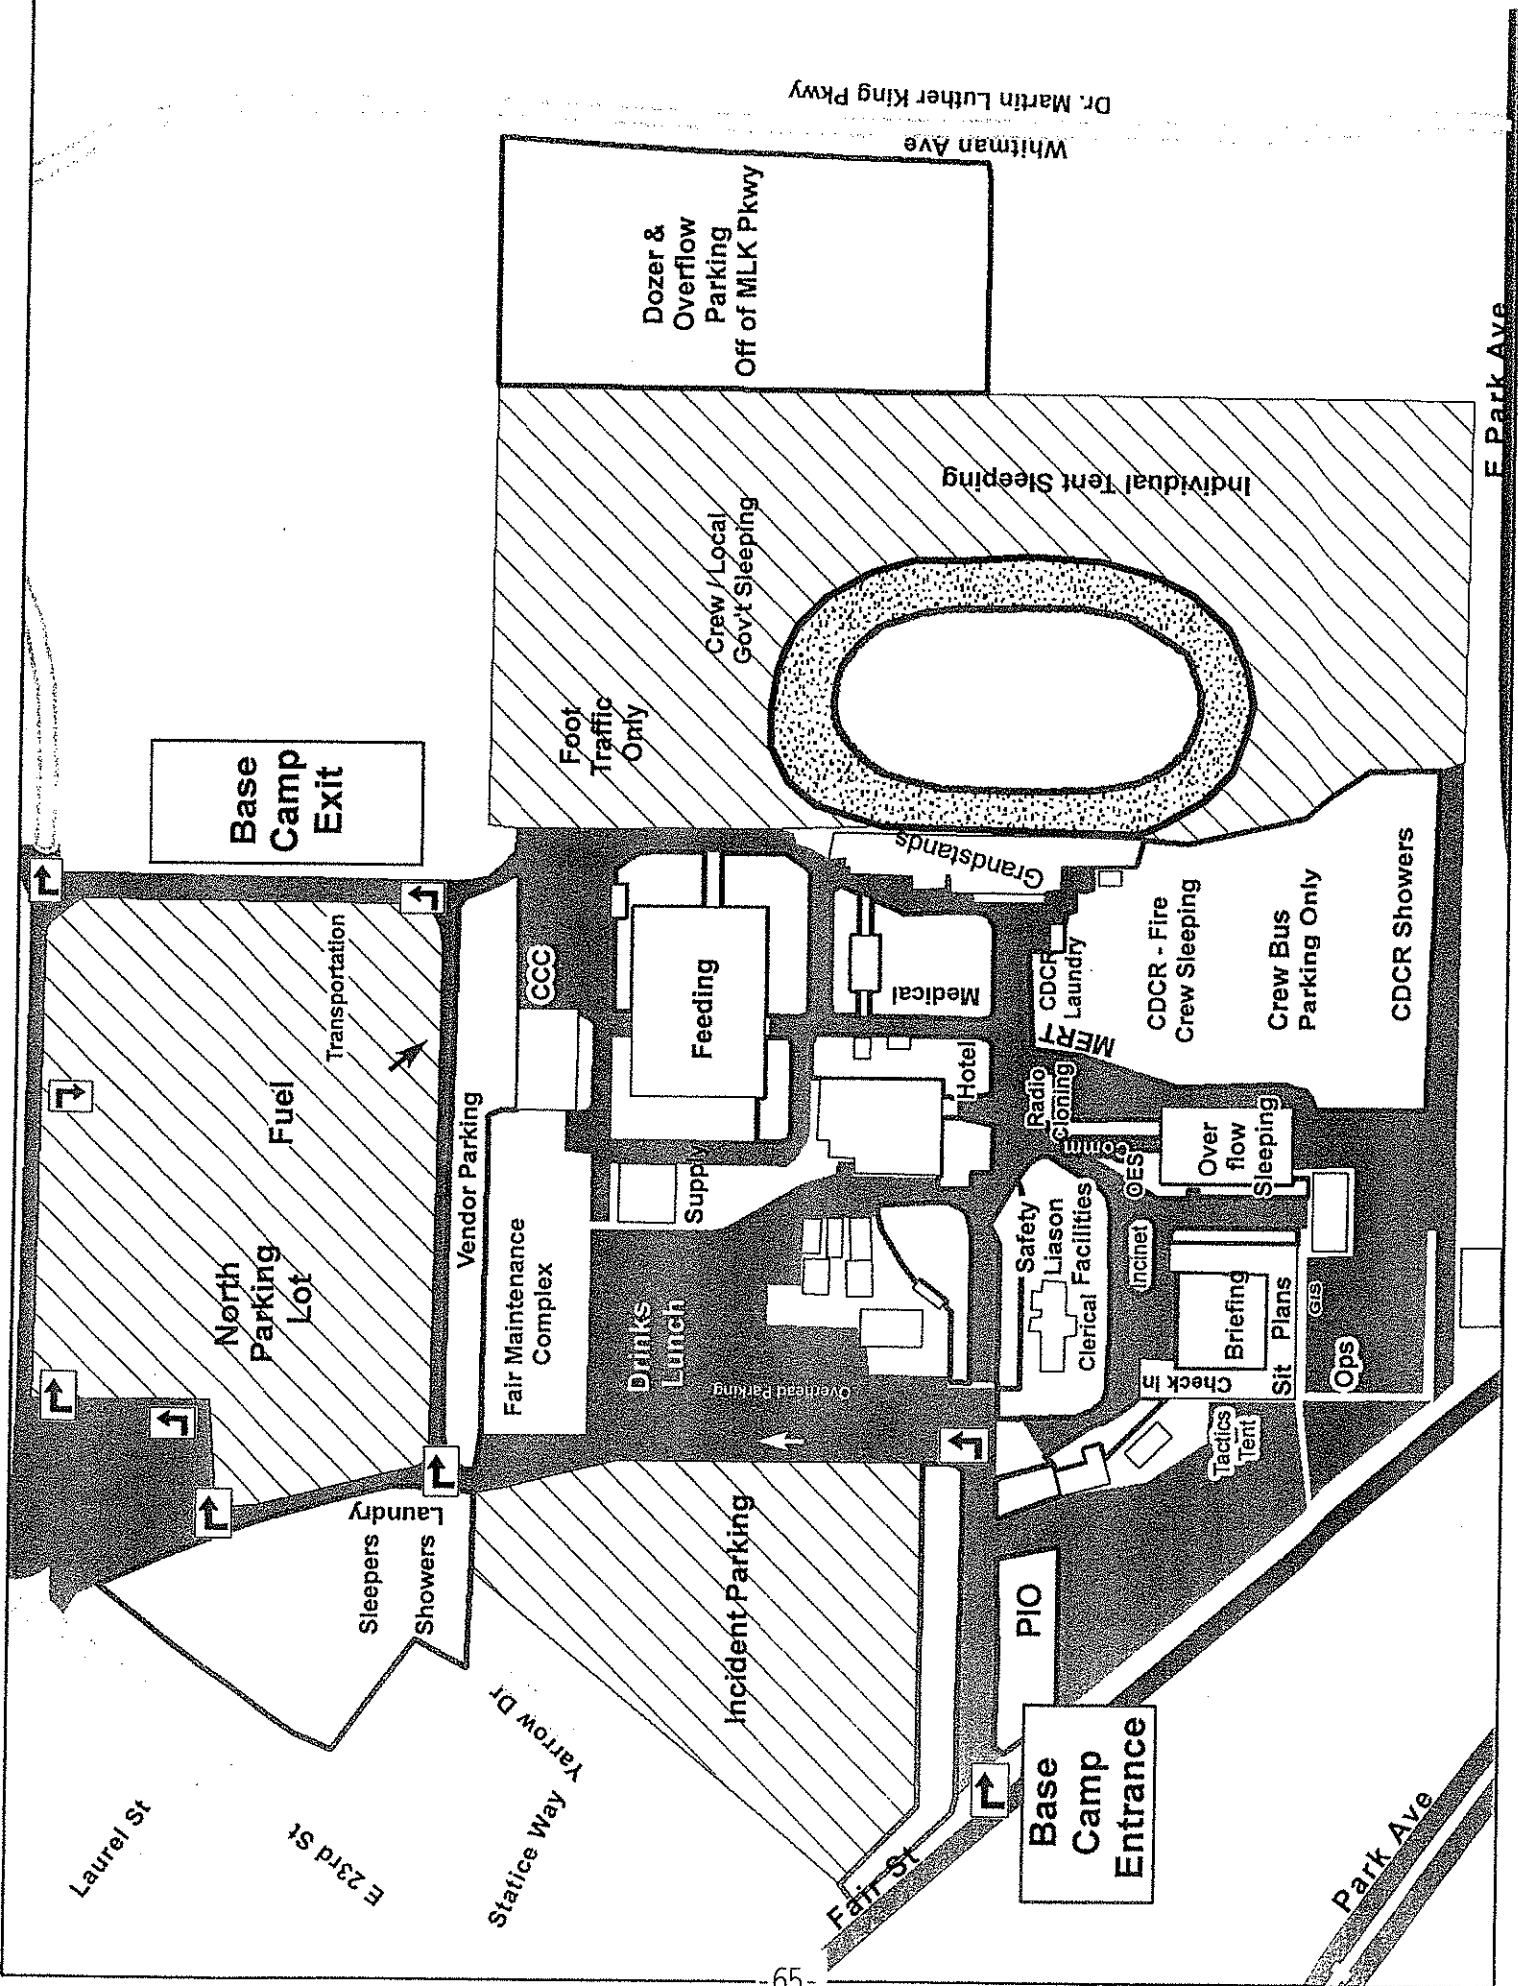 Laurel St
E 23rd St
Statice Way
Yarrow Dr
Sleepers
Showers
Laundry
North
Parking
Lot
Fuel
Transportation
Base
Camp
Exit
Vendor Parking
Fair Maintenance
Complex
CCC
Foot
Traffic
Only
Crew / Local
Gov't Sleeping
Dozer &
Overflow
Parking
Off of MLK Pkwy
Whitman Ave
Dr. Martin Luther King Pkwy
Individual Tent Sleeping
Incident Parking
Drinks
Lunch
Overhead Parking
Supply
Feeding
Medical
Grandstands
Hotel
Fair St
Base
Camp
Entrance
PIO
Safety
Liason
Clerical Facilities
Radio
Cloning
Comm
OES
MERT
CDCR
Laundry
Incinet
Check In
Briefing
Sit Plans
GIS
Ops
Tactics
Tent
Over
flow
Sleeping
CDCR - Fire
Crew Sleeping
Crew Bus
Parking Only
CDCR Showers
Park Ave
E Park Ave
-65-